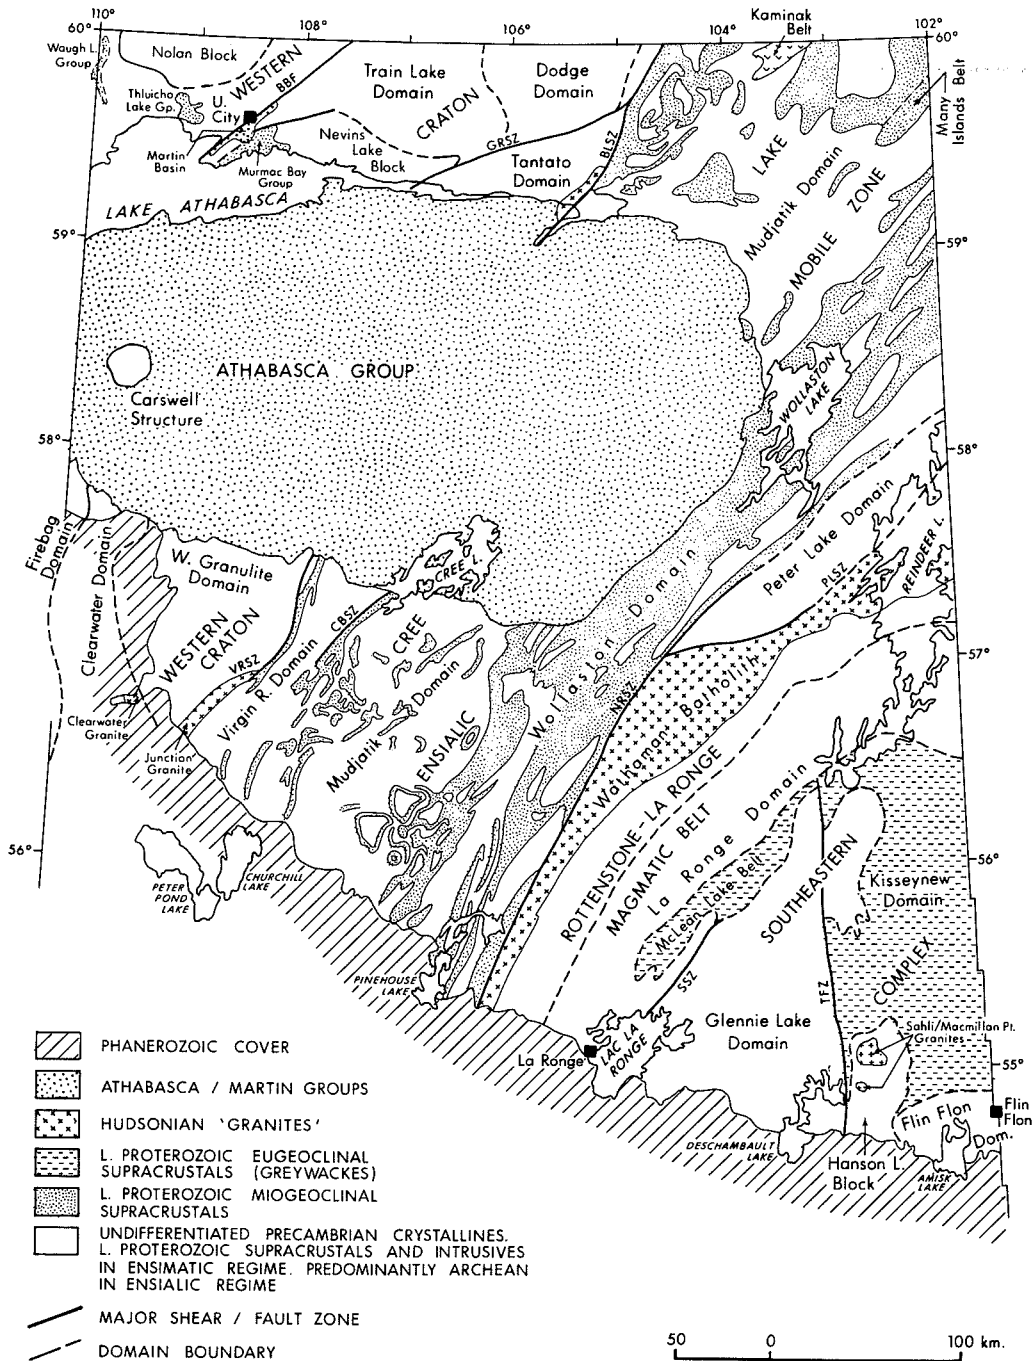 110°
108°
106°
104°
Kaminak
Belt
102°
60°
60°
Waugh L.
Group
Nolan Block
WESTERN
Train Lake
Domain
Dodge
Domain
Many
Islands Belt
Thluicho
Lake Gp.
U.
City
BBF
CRATON
Nevins
Lake
Block
GRSZ
BLSZ
LAKE
Martin
Basin
Murmac Bay
Group
Tantato
Domain
Mudjatik Domain
ZONE
LAKE ATHABASCA
59°
59°
MOBILE
ATHABASCA GROUP
Carswell
Structure
WOLLASTON
LAKE
58°
58°
Firebag
Domain
Clearwater Domain
W. Granulite
Domain
CREE L.
Peter Lake Domain
PLSZ
REINDEER L.
WESTERN
CRATON
VRSZ
Virgin R. Domain
CBSZ
CREE
Mudjatik Domain
ENSIALIC
Wollaston Domain
57°
NRSZ
Wathaman Batholith
Clearwater
Granite
Junction
Granite
ROTTENSTONE - LA RONGE
MAGMATIC BELT
La Ronge Domain
McLean Lake Belt
56°
56°
PETER
POND
LAKE
CHURCHILL
LAKE
SOUTHEASTERN
COMPLEX
Kisseynew
Domain
PINEHOUSE
LAKE
SSZ
TFZ
Glennie Lake
Domain
Sahli/Macmillan Pt.
Granites
La Ronge
LAC LA
RONGE
55°
Flin
Flon
Flin Flon
Dom.
DESCHAMBAULT
LAKE
Hanson L.
Block
AMISK
LAKE
PHANEROZOIC COVER
ATHABASCA / MARTIN GROUPS
HUDSONIAN 'GRANITES'
L. PROTEROZOIC EUGEOCLINAL
SUPRACRUSTALS (GREYWACKES)
L. PROTEROZOIC MIOGEOCLINAL
SUPRACRUSTALS
UNDIFFERENTIATED PRECAMBRIAN CRYSTALLINES.
L. PROTEROZOIC SUPRACRUSTALS AND INTRUSIVES
IN ENSIMATIC REGIME. PREDOMINANTLY ARCHEAN
IN ENSIALIC REGIME
MAJOR SHEAR / FAULT ZONE
DOMAIN BOUNDARY
50 0 100 km.